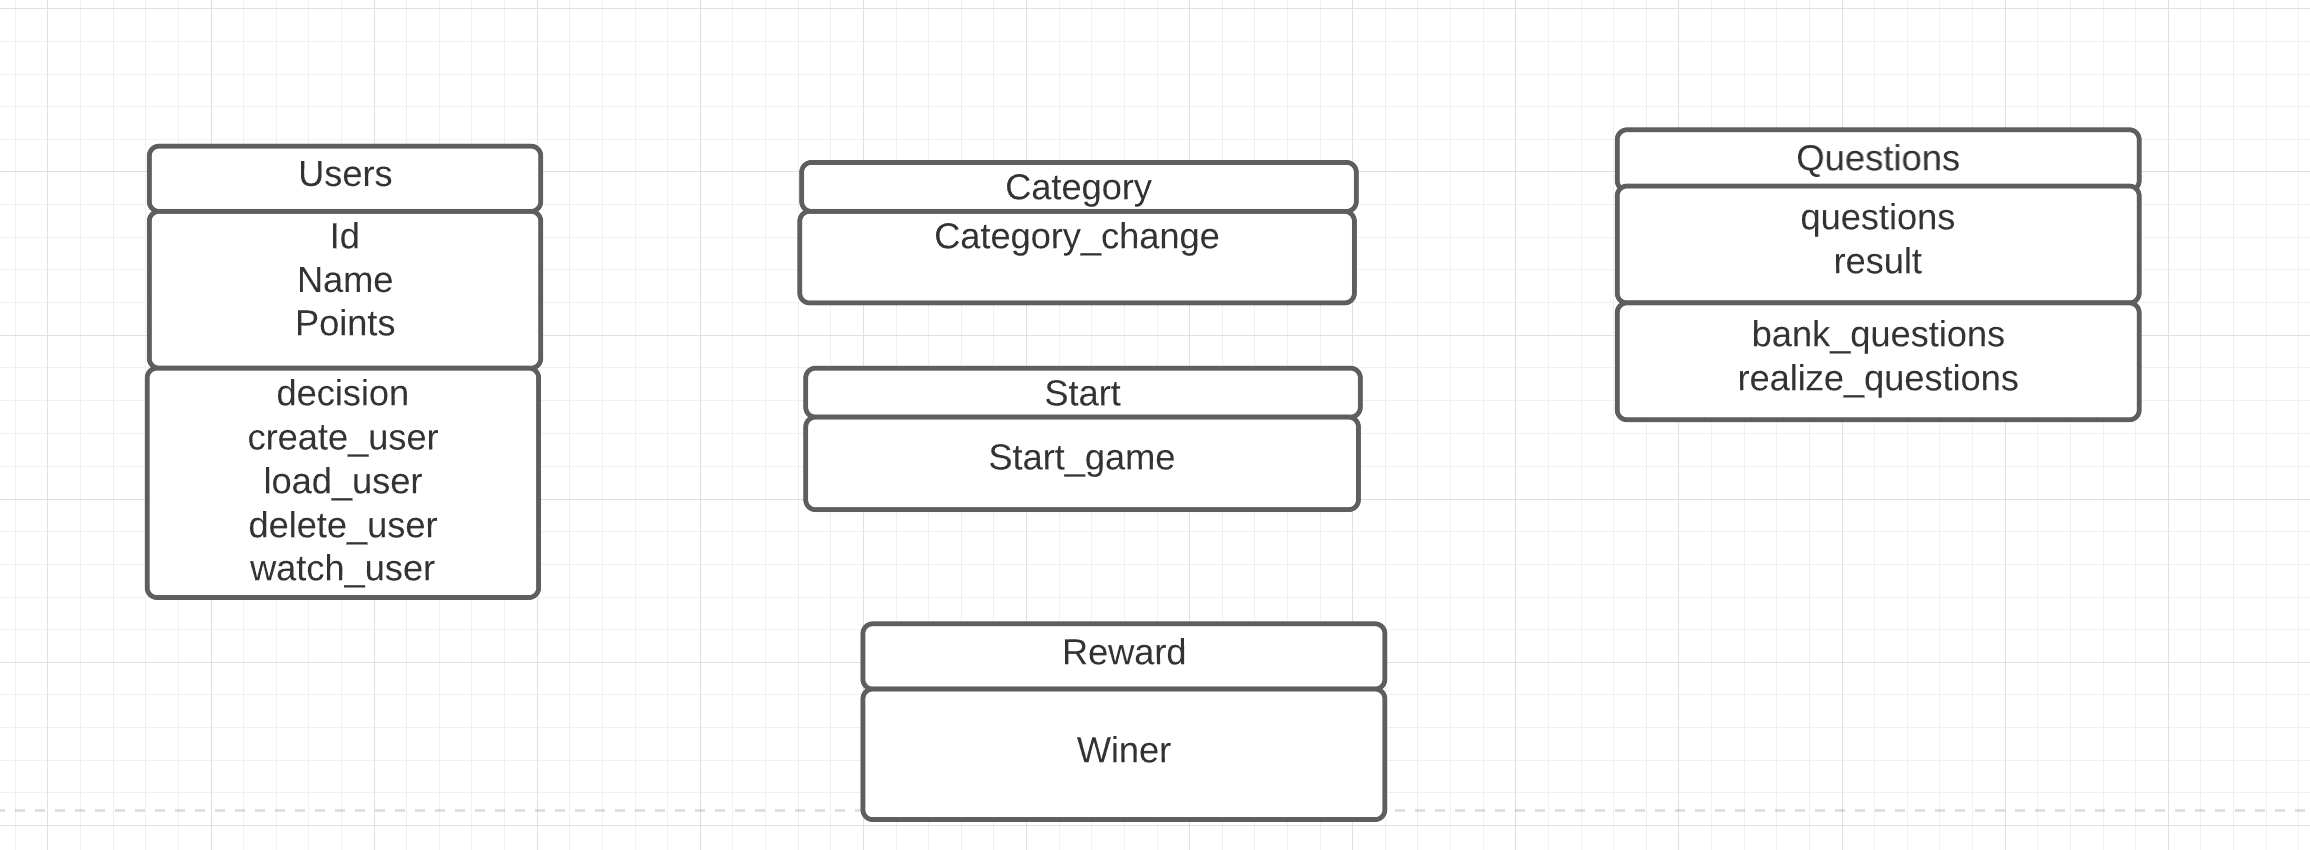 Users
Id
Name
Points
decision
create_user
load_user
delete_user
watch_user
Category
Category_change
Start
Start_game
Reward
Winer
Questions
questions
result
bank_questions
realize_questions